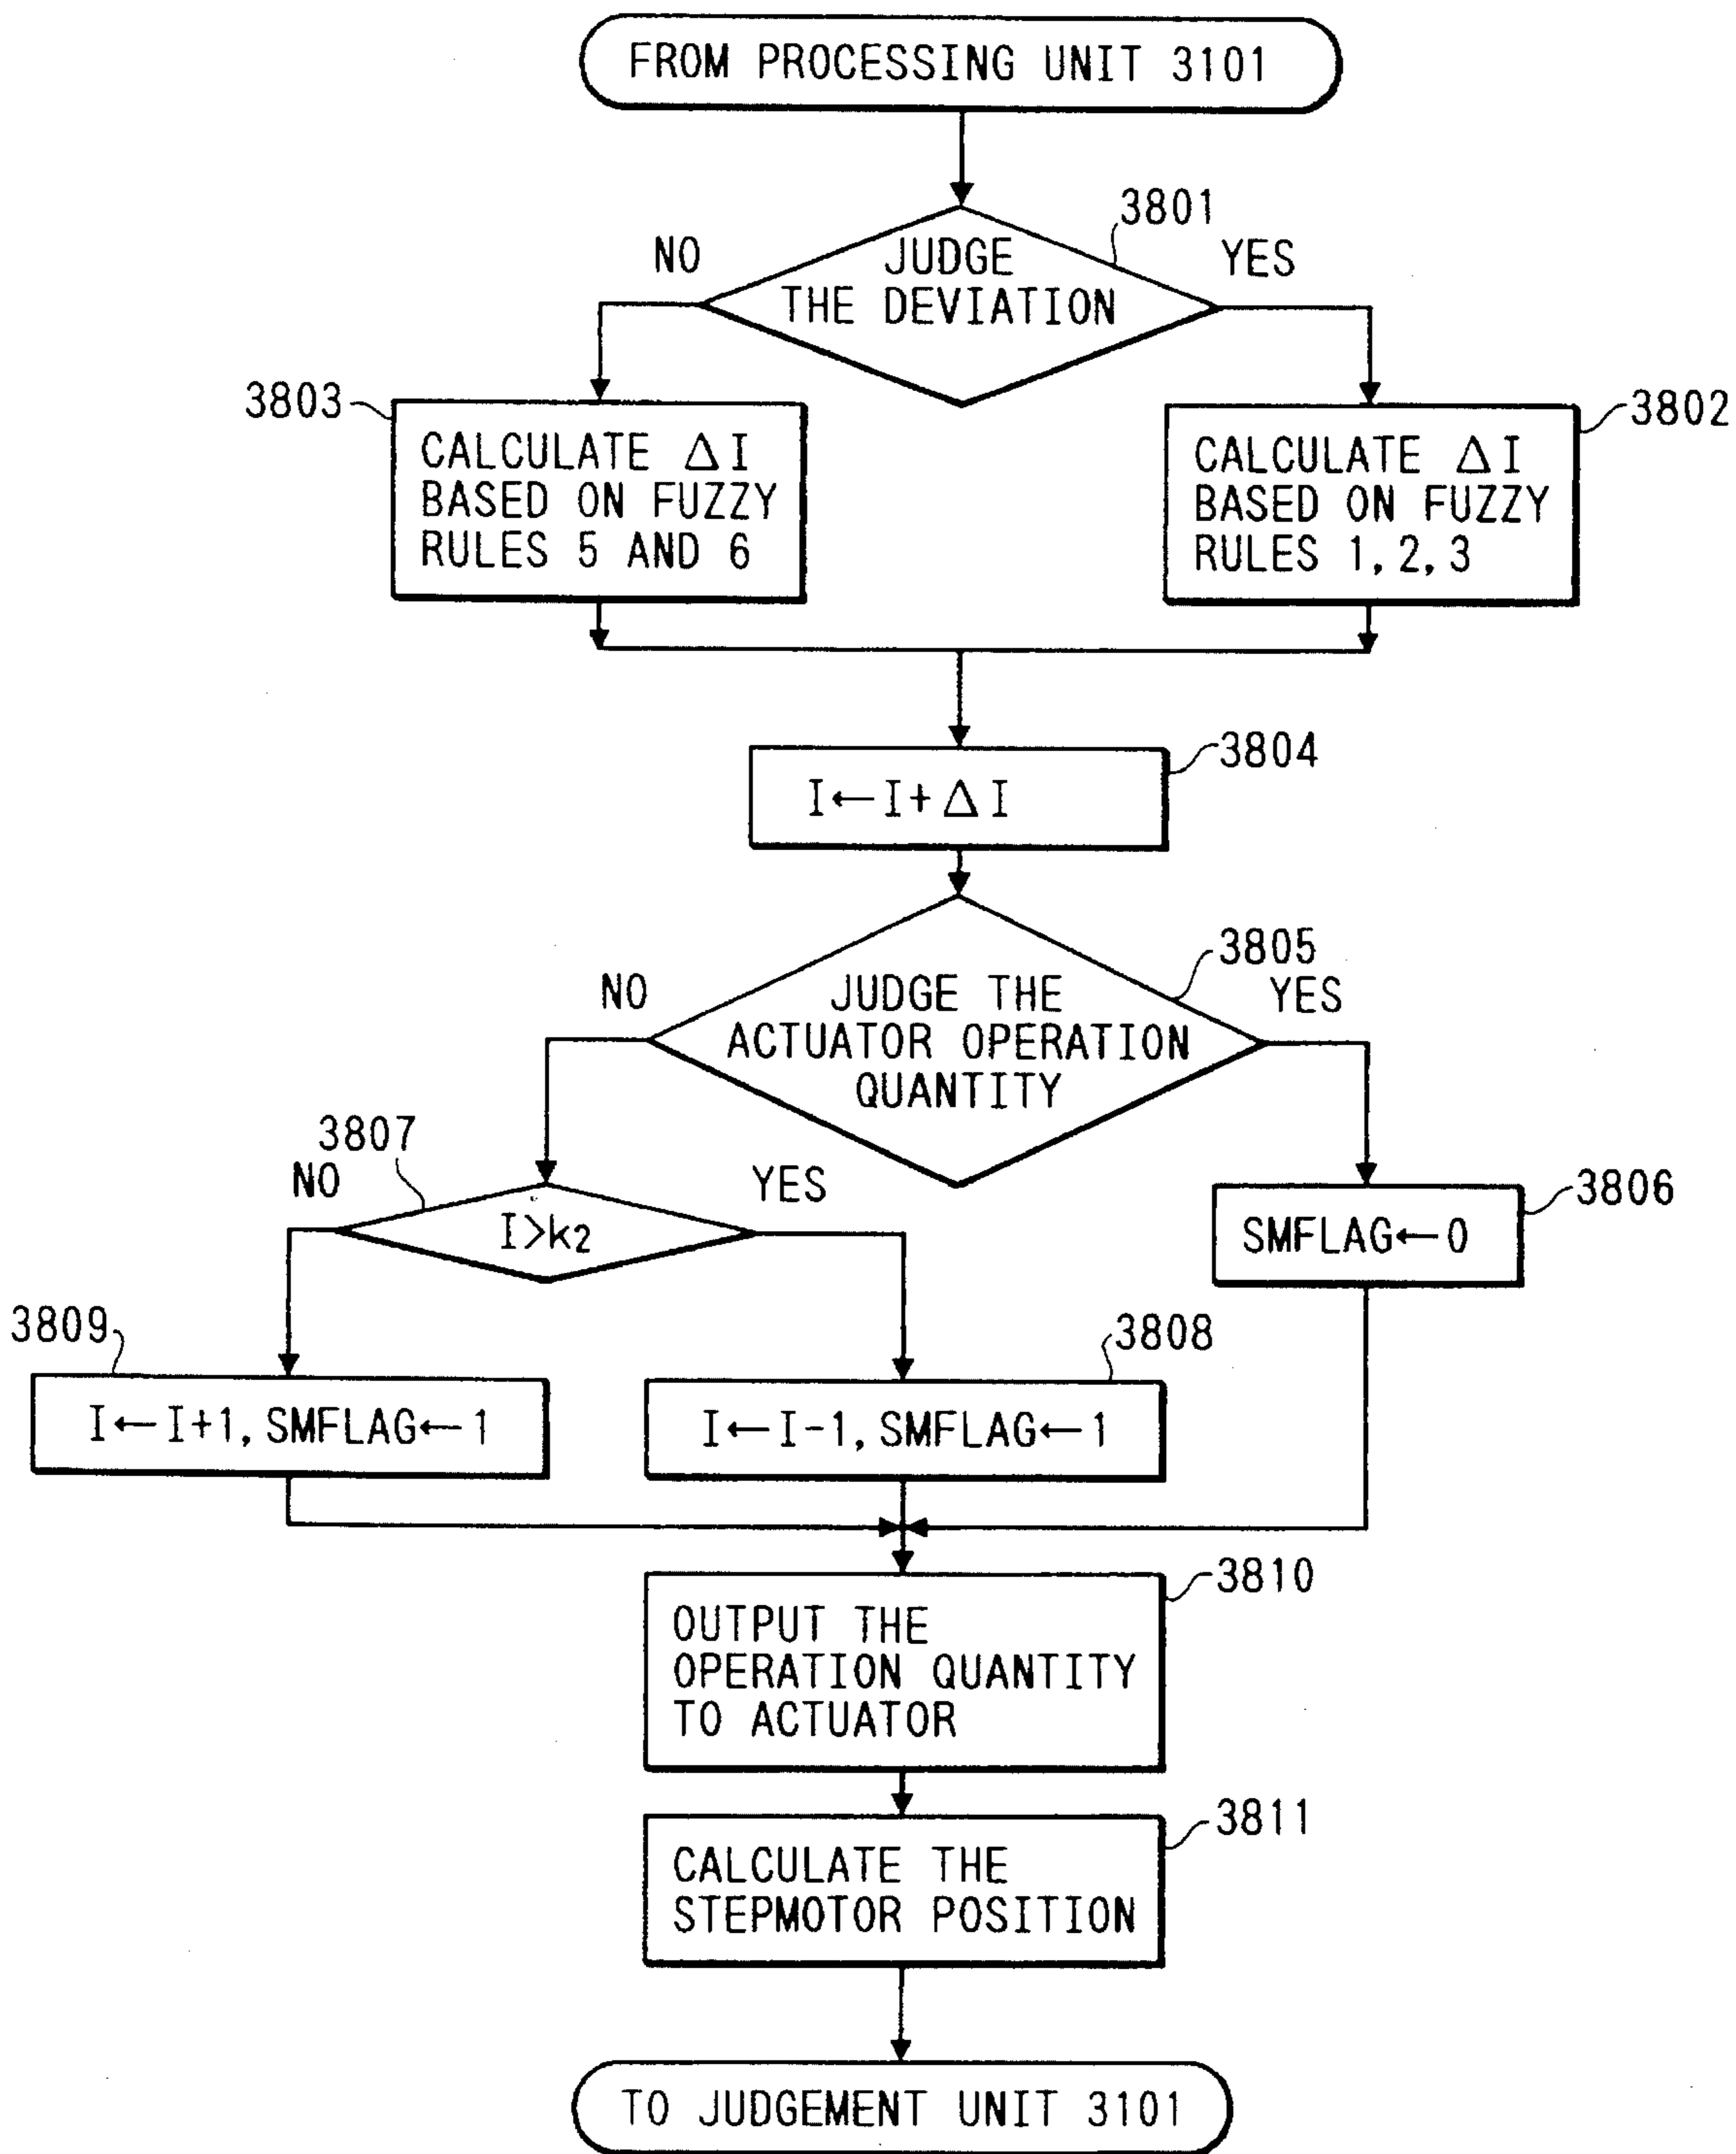 FROM PROCESSING UNIT 3101
3801
NO
YES
JUDGE
THE DEVIATION
3803
3802
CALCULATE ΔI
BASED ON FUZZY
RULES 5 AND 6
CALCULATE ΔI
BASED ON FUZZY
RULES 1, 2, 3
3804
I←I+ΔI
3805
NO
YES
JUDGE THE
ACTUATOR OPERATION
QUANTITY
3807
NO
YES
I>k2
3806
SMFLAG←0
3809
3808
I←I+1, SMFLAG←1
I←I-1, SMFLAG←1
3810
OUTPUT THE
OPERATION QUANTITY
TO ACTUATOR
3811
CALCULATE THE
STEPMOTOR POSITION
TO JUDGEMENT UNIT 3101